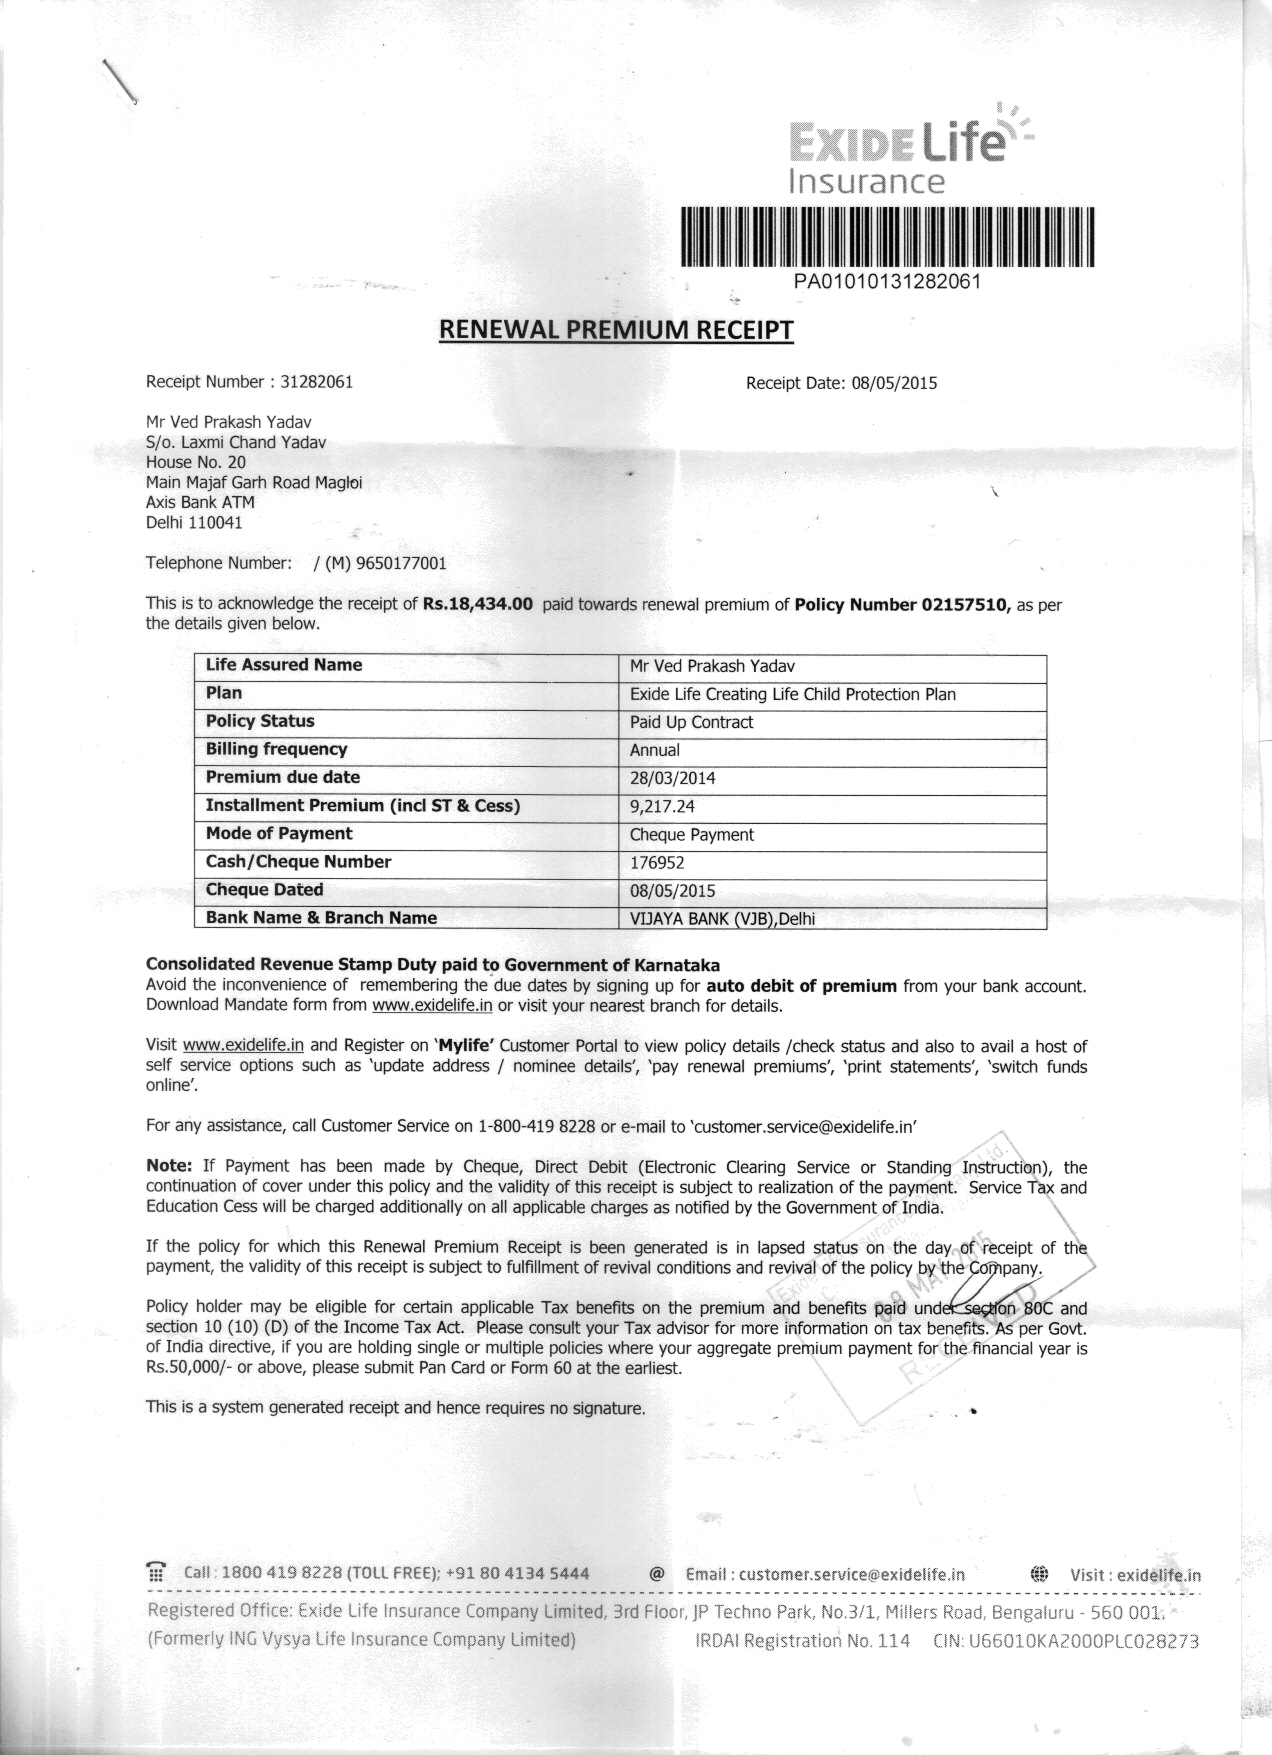 EXIDE Life
Insurance
PA01010131282061
RENEWAL PREMIUM RECEIPT
Receipt Number : 31282061 Receipt Date: 08/05/2015
Mr Ved Prakash Yadav
S/o. Laxmi Chand Yadav
House No. 20
Main Majaf Garh Road Magloi
Axis Bank ATM
Delhi 110041
Telephone Number: / (M) 9650177001
This is to acknowledge the receipt of Rs.18,434.00 paid towards renewal premium of Policy Number 02157510, as per
the details given below.
Life Assured Name Mr Ved Prakash Yadav
Plan Exide Life Creating Life Child Protection Plan
Policy Status Paid Up Contract
Billing frequency Annual
Premium due date 28/03/2014
Installment Premium (incl ST & Cess) 9,217.24
Mode of Payment Cheque Payment
Cash/Cheque Number 176952
Cheque Dated 08/05/2015
Bank Name & Branch Name VIJAYA BANK (VJB),Delhi
Consolidated Revenue Stamp Duty paid to Government of Karnataka
Avoid the inconvenience of remembering the due dates by signing up for auto debit of premium from your bank account.
Download Mandate form from www.exidelife.in or visit your nearest branch for details.
Visit www.exidelife.in and Register on 'Mylife' Customer Portal to view policy details /check status and also to avail a host of
self service options such as 'update address / nominee details', 'pay renewal premiums', 'print statements', 'switch funds
online'.
For any assistance, call Customer Service on 1-800-419 8228 or e-mail to 'customer.service@exidelife.in'
Note: If Payment has been made by Cheque, Direct Debit (Electronic Clearing Service or Standing Instruction), the
continuation of cover under this policy and the validity of this receipt is subject to realization of the payment. Service Tax and
Education Cess will be charged additionally on all applicable charges as notified by the Government of India.
If the policy for which this Renewal Premium Receipt is been generated is in lapsed status on the day of receipt of the
payment, the validity of this receipt is subject to fulfillment of revival conditions and revival of the policy by the Company.
Policy holder may be eligible for certain applicable Tax benefits on the premium and benefits paid under section 80C and
section 10 (10) (D) of the Income Tax Act. Please consult your Tax advisor for more information on tax benefits. As per Govt.
of India directive, if you are holding single or multiple policies where your aggregate premium payment for the financial year is
Rs.50,000/- or above, please submit Pan Card or Form 60 at the earliest.
08 MAY 2015
RECEIVED
This is a system generated receipt and hence requires no signature.
Call : 1800 419 8228 (TOLL FREE); +91 80 4134 5444 @ Email : customer.service@exidelife.in Visit : exidelife.in
Registered Office: Exide Life Insurance Company Limited, 3rd Floor, JP Techno Park, No.3/1, Millers Road, Bengaluru - 560 001.
(Formerly ING Vysya Life Insurance Company Limited) IRDAI Registration No. 114 CIN: U66010KA2000PLC028273